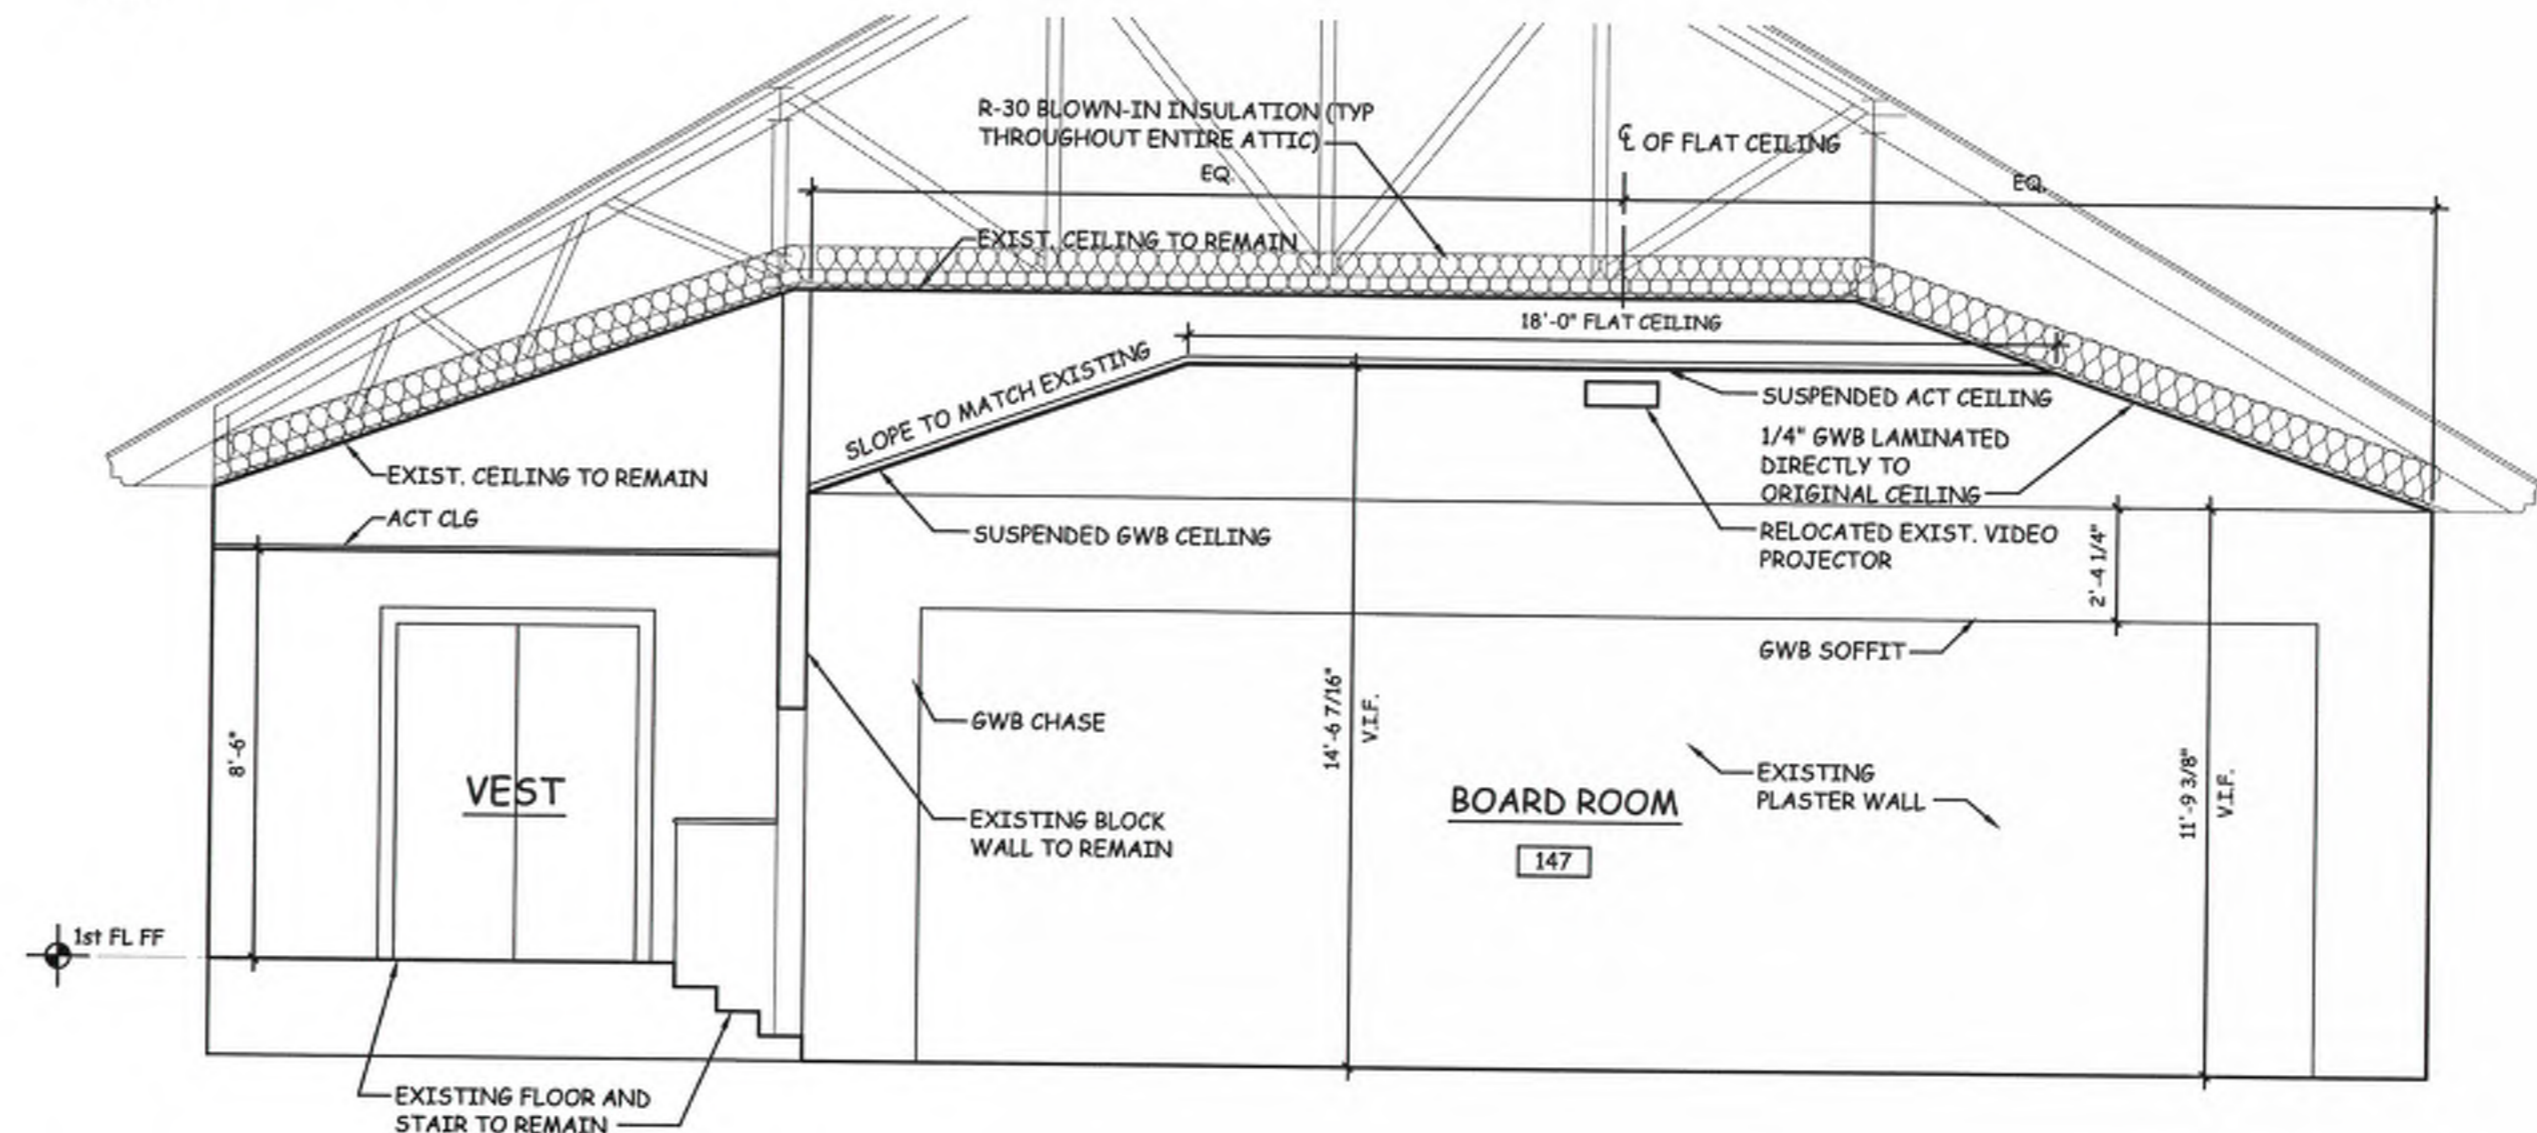 R-30 BLOWN-IN INSULATION (TYP
THROUGHOUT ENTIRE ATTIC)
℄ OF FLAT CEILING
EQ.
EQ.
EXIST. CEILING TO REMAIN
18'-0" FLAT CEILING
SLOPE TO MATCH EXISTING
SUSPENDED ACT CEILING
1/4" GWB LAMINATED
DIRECTLY TO
ORIGINAL CEILING
EXIST. CEILING TO REMAIN
ACT CLG
SUSPENDED GWB CEILING
RELOCATED EXIST. VIDEO
PROJECTOR
2'-4 1/4"
GWB SOFFIT
GWB CHASE
14'-6 7/16"
V.I.F.
8'-6"
VEST
EXISTING
PLASTER WALL
BOARD ROOM
147
11'-9 3/8"
V.I.F.
EXISTING BLOCK
WALL TO REMAIN
1st FL FF
EXISTING FLOOR AND
STAIR TO REMAIN